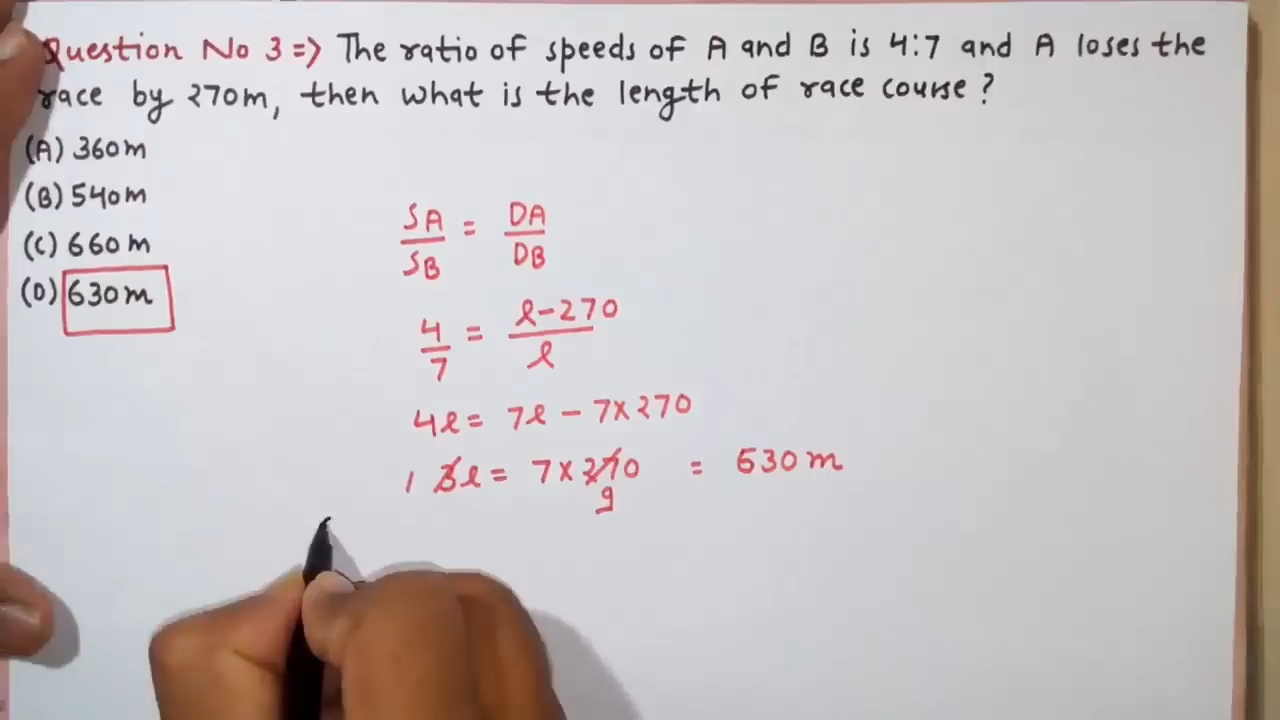 Question No 3 => The ratio of speeds of A and B is 4:7 and A loses the
race by 270m, then what is the length of race course ?
(A) 360m
(B) 540m
(C) 660m
(D) 630m
SA/SB = DA/DB
4/7 = l-270/l
4l = 7l - 7x270
1 3l = 7x270 = 630m
9